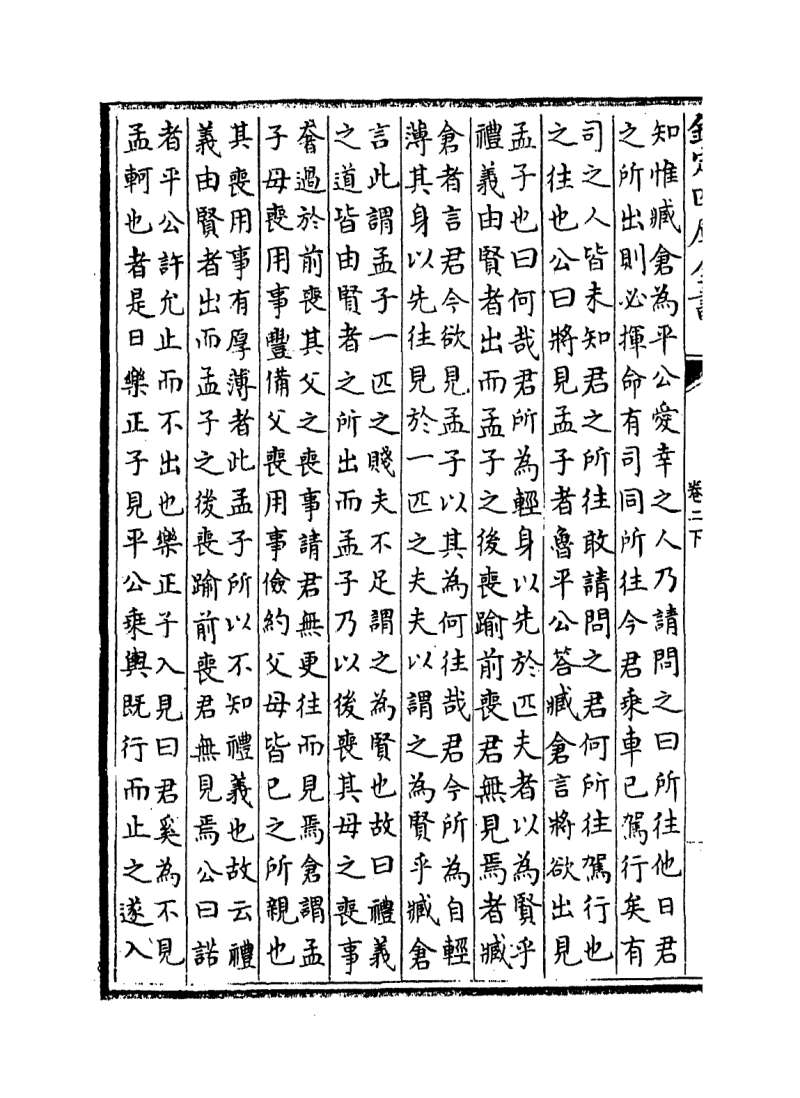 欽定四庫全書
卷二下
知惟臧倉為平公愛幸之人乃請問之曰所往他日君
之所出則必揮命有司同所往今君乘車已駕行矣有
司之人皆未知君之所往敢請問之君何所往駕行也
之往也公曰將見孟子者魯平公荅臧倉言將欲出見
孟子也曰何哉君所為輕身以先於匹夫者以為賢乎
禮義由賢者出而孟子之後喪踰前喪君無見焉者臧
倉者言君今欲見孟子以其為何往哉君今所為自輕
薄其身以先往見於一匹之夫夫以謂之為賢乎臧倉
言此謂孟子一匹之賤夫不足謂之為賢也故曰禮義
之道皆由賢者之所出而孟子乃以後喪其母之喪事
奢過於前喪其父之喪事請君無更往而見焉倉謂孟
子母喪用事豐備父喪用事儉約父母皆已之所親也
其喪用事有厚薄者此孟子所以不知禮義也故云禮
義由賢者出而孟子之後喪踰前喪君無見焉公曰諾
者平公許允止而不出也樂正子入見曰君奚為不見
孟軻也者是日樂正子見平公乘輿既行而止之遂入